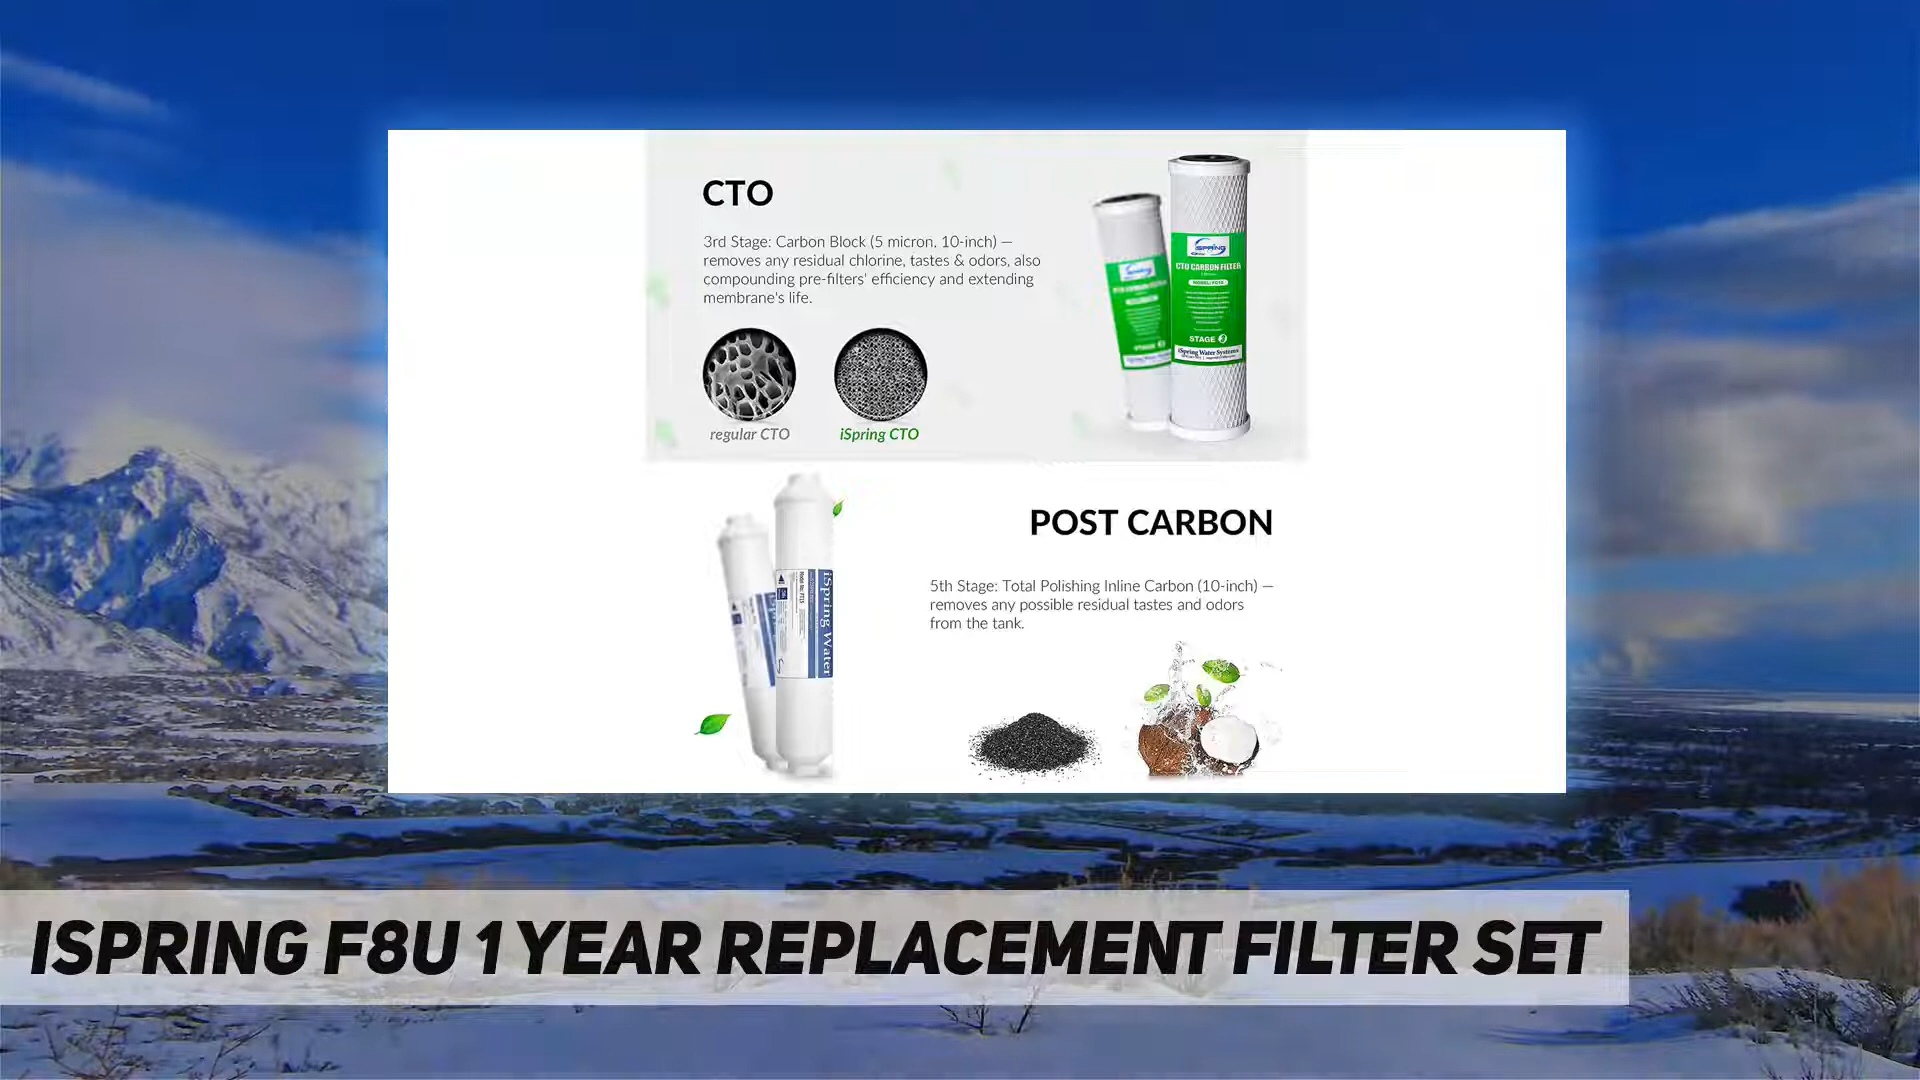 CTO
3rd Stage: Carbon Block (5 micron, 10-inch) —
removes any residual chlorine, tastes & odors, also
compounding pre-filters' efficiency and extending
membrane's life.
regular CTO
iSpring CTO
iSPRING
CTO CARBON FILTER
STAGE 3
iSpring Water Systems
POST CARBON
5th Stage: Total Polishing Inline Carbon (10-inch) —
removes any possible residual tastes and odors
from the tank.
iSpring Water
ISPRING F8U 1 YEAR REPLACEMENT FILTER SET